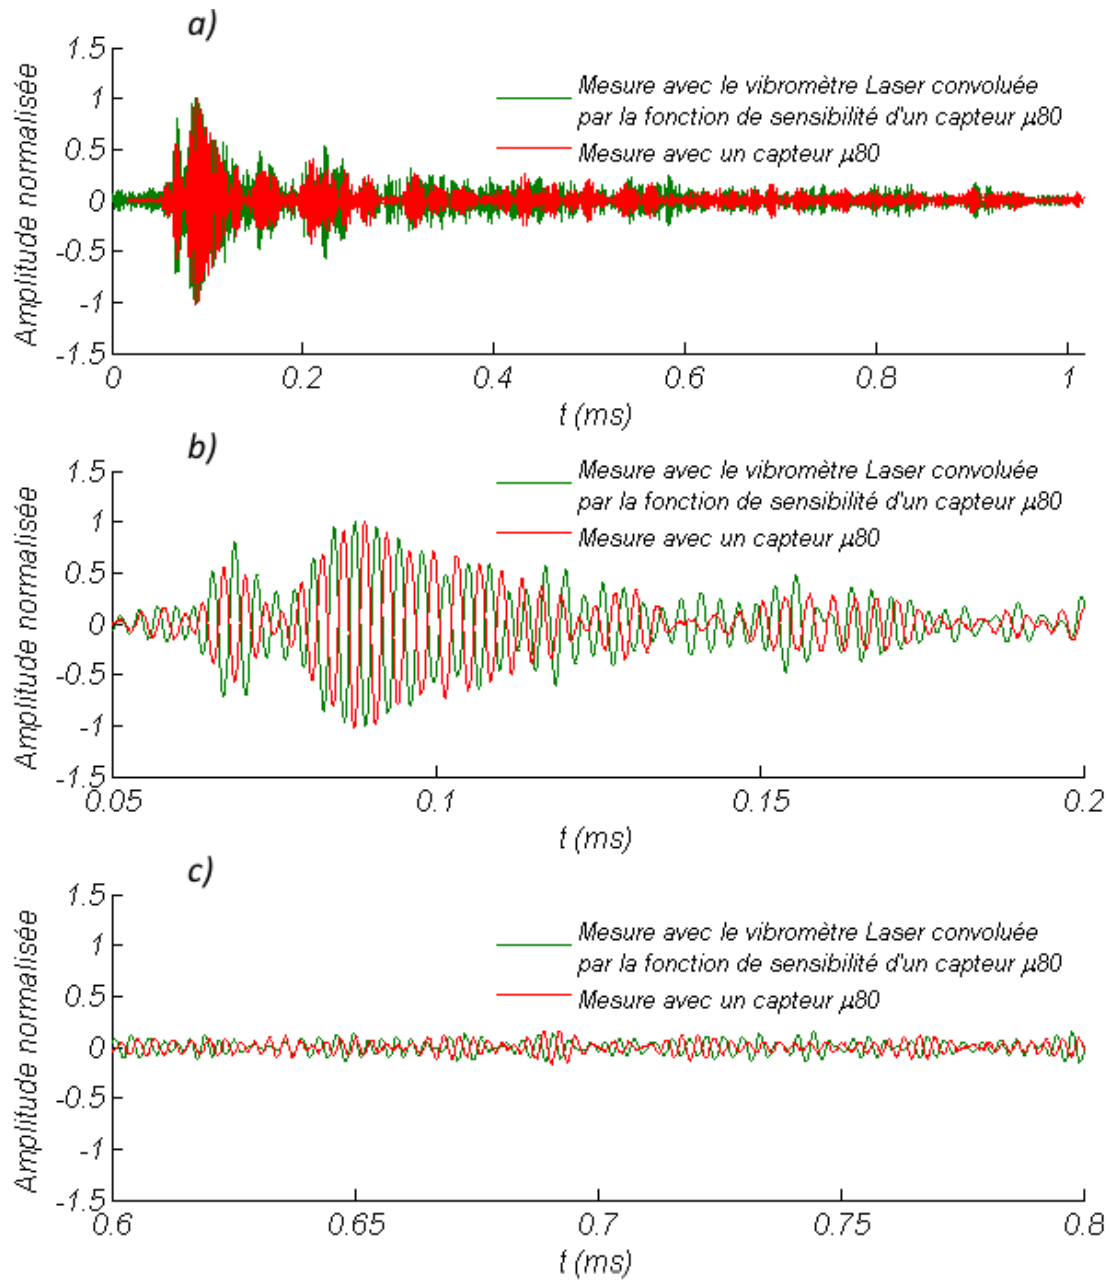 a)
1.5
1
0.5
0
-0.5
-1
-1.5
Amplitude normalisée
Mesure avec le vibromètre Laser convoluée
par la fonction de sensibilité d'un capteur μ80
Mesure avec un capteur μ80
0 0.2 0.4 0.6 0.8 1
t (ms)
b)
1.5
1
0.5
0
-0.5
-1
-1.5
Amplitude normalisée
Mesure avec le vibromètre Laser convoluée
par la fonction de sensibilité d'un capteur μ80
Mesure avec un capteur μ80
0.05 0.1 0.15 0.2
t (ms)
c)
1.5
1
0.5
0
-0.5
-1
-1.5
Amplitude normalisée
Mesure avec le vibromètre Laser convoluée
par la fonction de sensibilité d'un capteur μ80
Mesure avec un capteur μ80
0.6 0.65 0.7 0.75 0.8
t (ms)